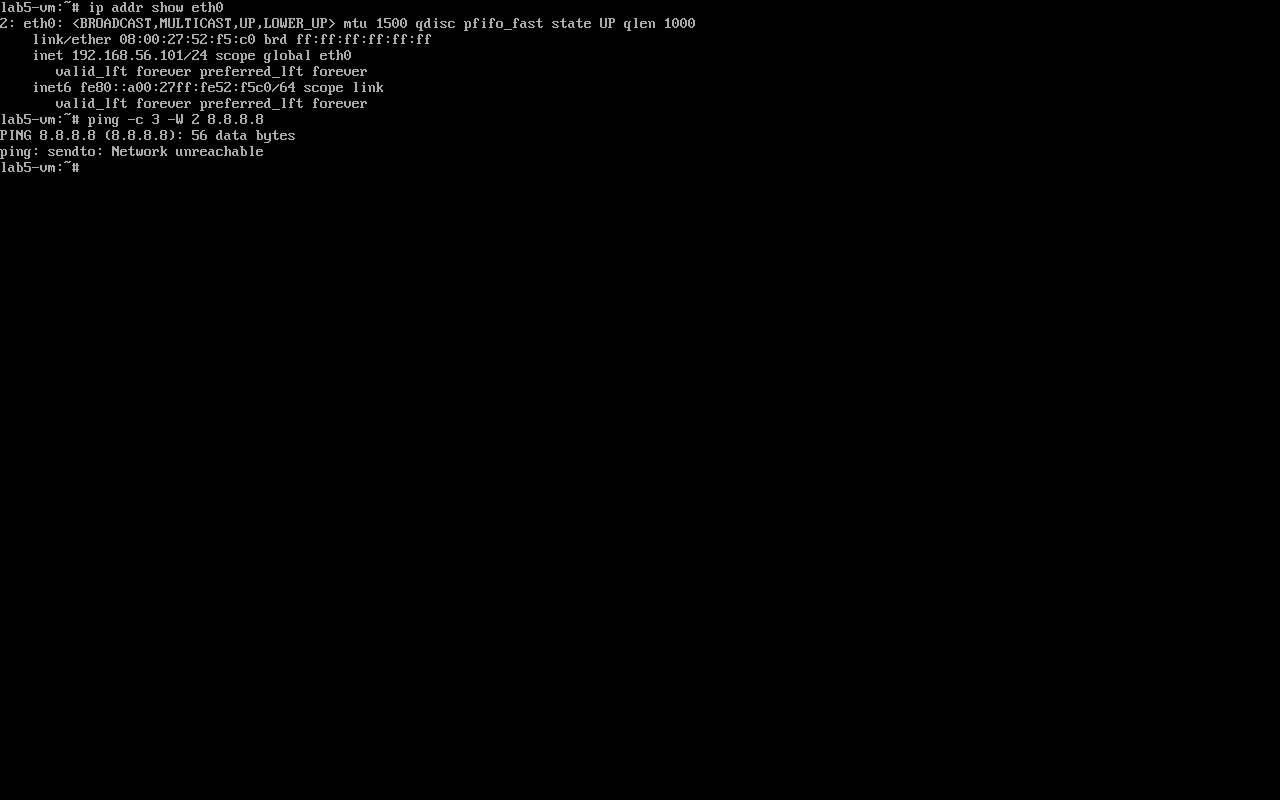 lab5-vm:~# ip addr show eth0
2: eth0: <BROADCAST,MULTICAST,UP,LOWER_UP> mtu 1500 qdisc pfifo_fast state UP qlen 1000
    link/ether 08:00:27:52:f5:c0 brd ff:ff:ff:ff:ff:ff
    inet 192.168.56.101/24 scope global eth0
       valid_lft forever preferred_lft forever
    inet6 fe80::a00:27ff:fe52:f5c0/64 scope link
       valid_lft forever preferred_lft forever
lab5-vm:~# ping -c 3 -W 2 8.8.8.8
PING 8.8.8.8 (8.8.8.8): 56 data bytes
ping: sendto: Network unreachable
lab5-vm:~#